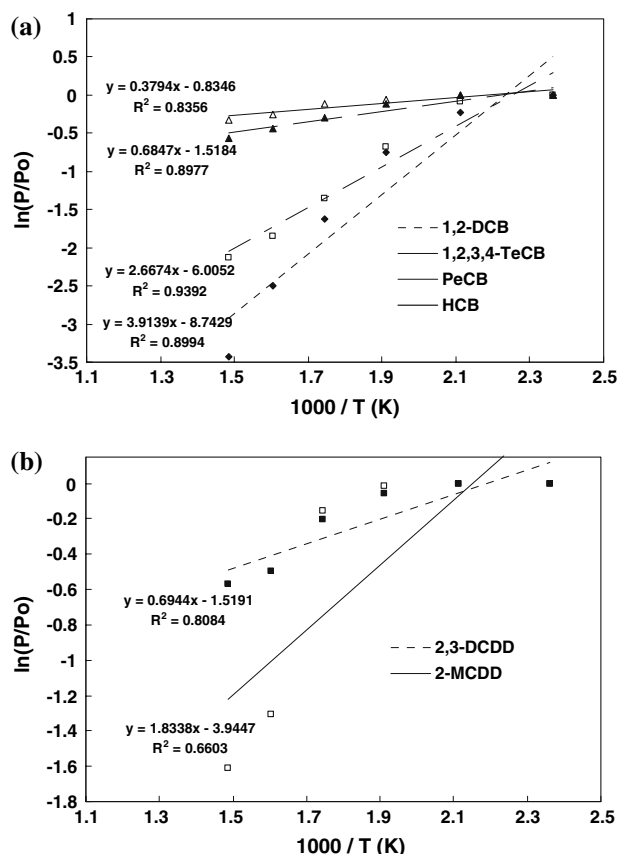 (a)
1
0.5
0
-0.5
-1
-1.5
-2
-2.5
-3
-3.5
ln(P/Po)
y = 0.3794x - 0.8346
R² = 0.8356
y = 0.6847x - 1.5184
R² = 0.8977
y = 2.6674x - 6.0052
R² = 0.9392
y = 3.9139x - 8.7429
R² = 0.8994
1,2-DCB
1,2,3,4-TeCB
PeCB
HCB
1.1 1.3 1.5 1.7 1.9 2.1 2.3 2.5
1000 / T (K)
(b)
0
-0.2
-0.4
-0.6
-0.8
-1
-1.2
-1.4
-1.6
-1.8
ln(P/Po)
y = 0.6944x - 1.5191
R² = 0.8084
2,3-DCDD
2-MCDD
y = 1.8338x - 3.9447
R² = 0.6603
1.1 1.3 1.5 1.7 1.9 2.1 2.3 2.5
1000 / T (K)